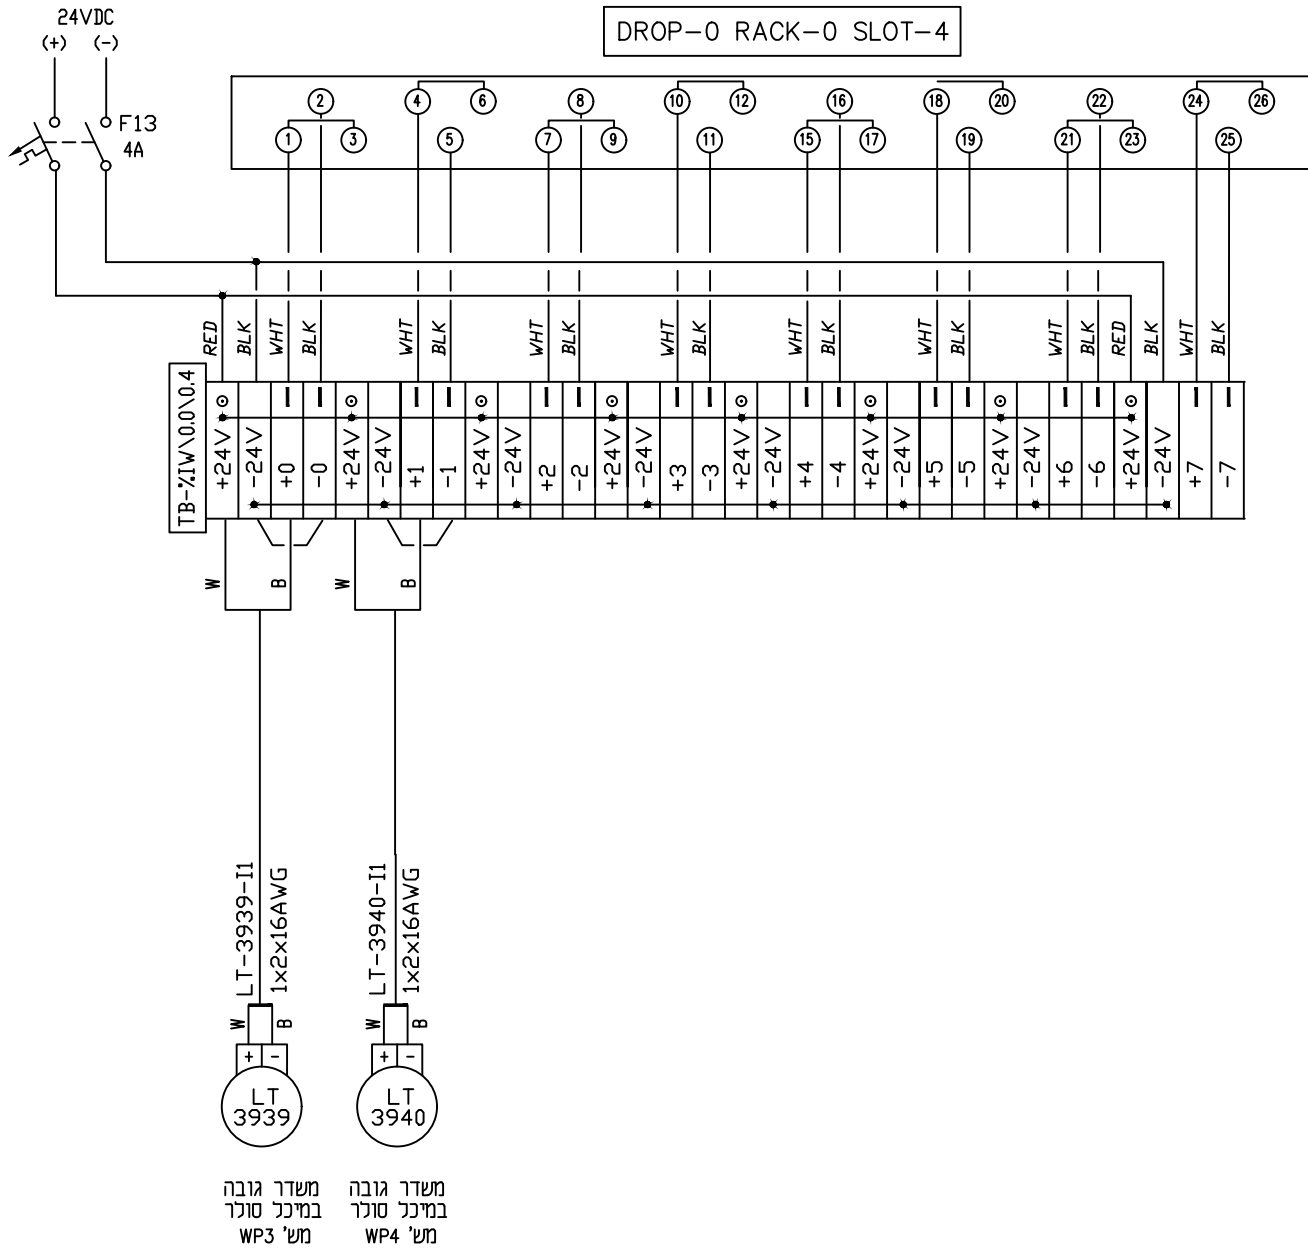 24VDC
(+) (-)
DROP-0 RACK-0 SLOT-4
F13
4A
2 4 6 8 10 12 16 18 20 22 24 26
1 3 5 7 9 11 15 17 19 21 23 25
RED BLK WHT BLK WHT BLK WHT BLK WHT BLK WHT BLK WHT BLK WHT BLK RED BLK WHT BLK
TB-%IW\0.0\0.4
+24V -24V +0 -0 +24V -24V +1 -1 +24V -24V +2 -2 +24V -24V +3 -3 +24V -24V +4 -4 +24V -24V +5 -5 +24V -24V +6 -6 +24V -24V +7 -7
W B W B
LT-3939-I1
1x2x16AWG
LT-3940-I1
1x2x16AWG
W B W B
+ - + -
LT
3939
LT
3940
משדר גובה
במיכל סולר
מש' WP3
משדר גובה
במיכל סולר
מש' WP4